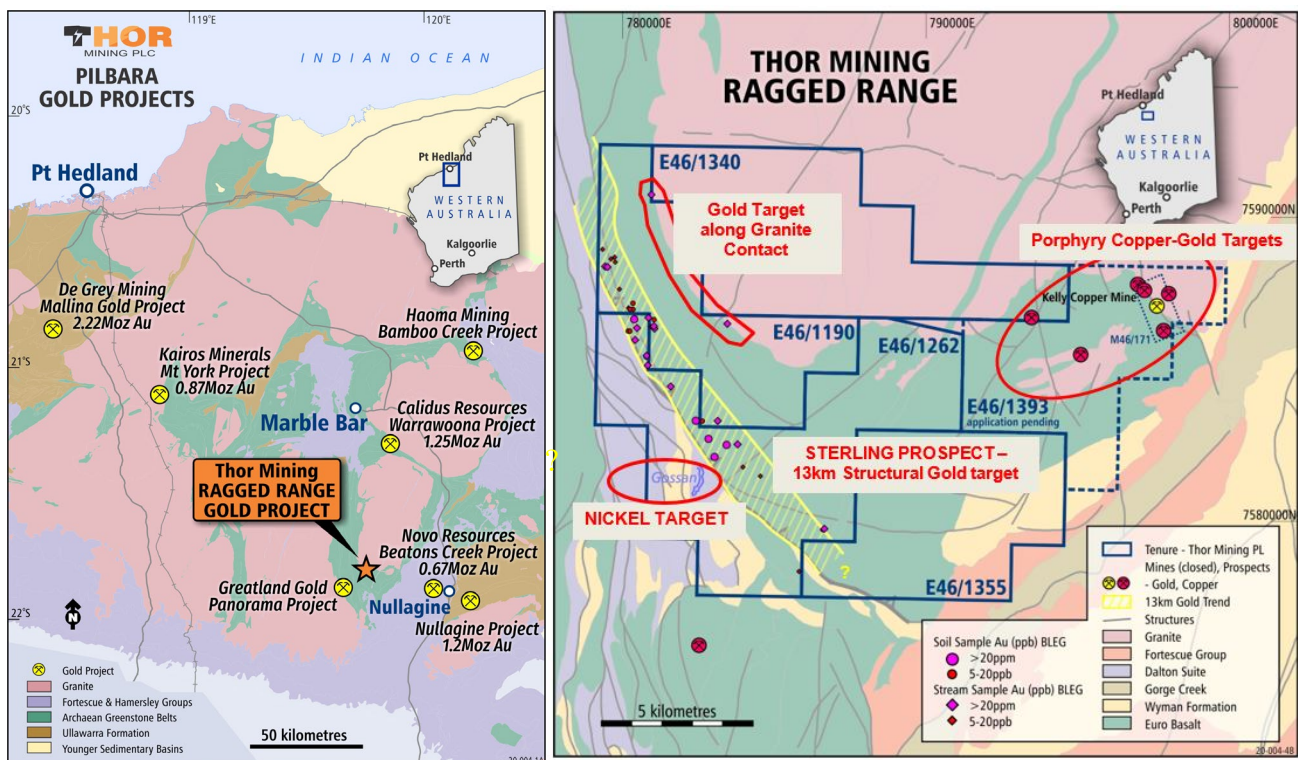 THOR
MINING PLC
PILBARA
GOLD PROJECTS
119°E
120°E
INDIAN OCEAN
20°S
21°S
22°S
Pt Hedland
Pt Hedland
WESTERN
AUSTRALIA
Kalgoorlie
Perth
De Grey Mining
Mallina Gold Project
2.22Moz Au
Haoma Mining
Bamboo Creek Project
Kairos Minerals
Mt York Project
0.87Moz Au
Marble Bar
Calidus Resources
Warrawoona Project
1.25Moz Au
Thor Mining
RAGGED RANGE
GOLD PROJECT
Novo Resources
Beatons Creek Project
0.67Moz Au
Greatland Gold
Panorama Project
Nullagine
Nullagine Project
1.2Moz Au
N
Gold Project
Granite
Fortescue & Hamersley Groups
Archaean Greenstone Belts
Ullawarra Formation
Younger Sedimentary Basins
50 kilometres
20-004-1A
?
780000E
790000E
800000E
THOR MINING
RAGGED RANGE
Pt Hedland
WESTERN
AUSTRALIA
Kalgoorlie
Perth
7590000N
7580000N
E46/1340
Gold Target
along Granite
Contact
Porphyry Copper-Gold Targets
Kelly Copper Mine
M46/171
E46/1190
E46/1262
E46/1393
application pending
STERLING PROSPECT –
13km Structural Gold target
Gossan
NICKEL TARGET
?
E46/1355
5 kilometres
Soil Sample Au (ppb) BLEG
>20ppm
5-20ppb
Stream Sample Au (ppb) BLEG
>20ppm
5-20ppb
Tenure - Thor Mining PL
Mines (closed), Prospects
- Gold, Copper
13km Gold Trend
Structures
Granite
Fortescue Group
Dalton Suite
Gorge Creek
Wyman Formation
Euro Basalt
20-004-4B